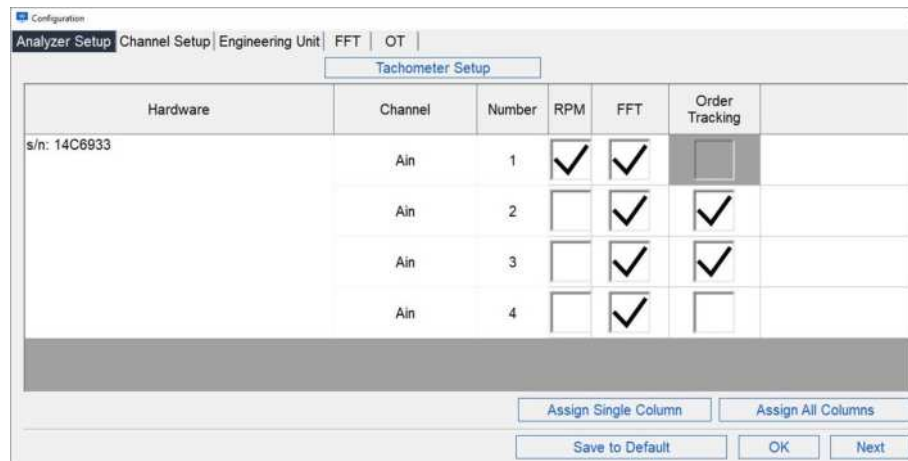 Configuration
Analyzer Setup Channel Setup Engineering Unit FFT OT
Tachometer Setup
Hardware Channel Number RPM FFT Order Tracking
s/n: 14C6933
Ain 1
Ain 2
Ain 3
Ain 4
Assign Single Column Assign All Columns
Save to Default OK Next